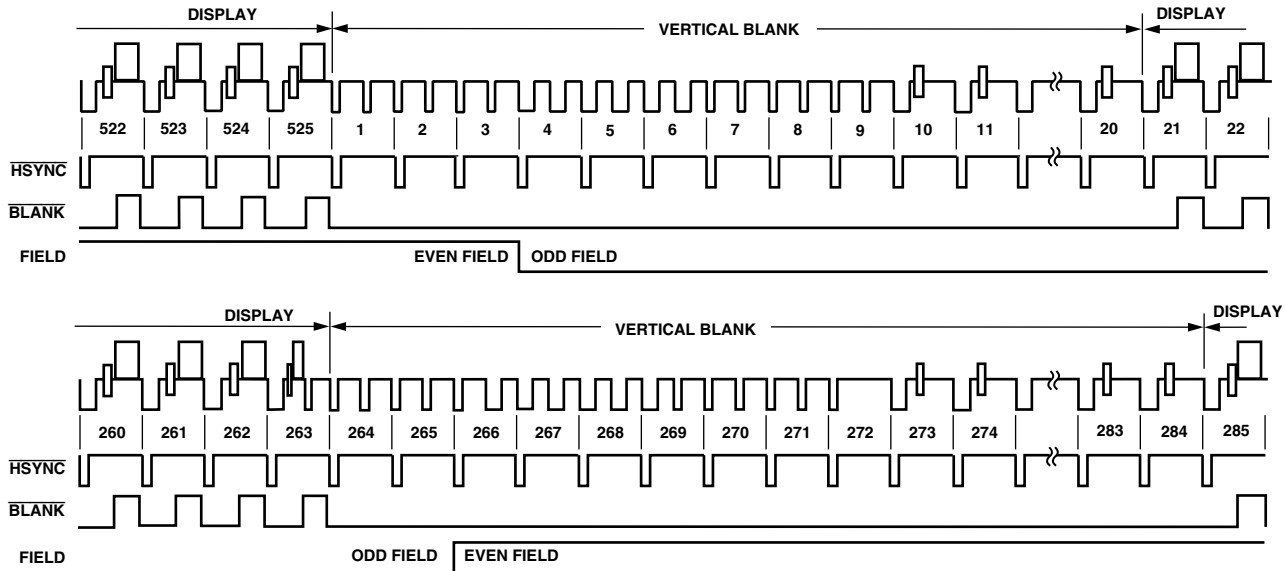 DISPLAY VERTICAL BLANK DISPLAY
522 523 524 525 1 2 3 4 5 6 7 8 9 10 11 20 21 22
HSYNC
BLANK
FIELD EVEN FIELD ODD FIELD
DISPLAY VERTICAL BLANK DISPLAY
260 261 262 263 264 265 266 267 268 269 270 271 272 273 274 283 284 285
HSYNC
BLANK
FIELD ODD FIELD EVEN FIELD